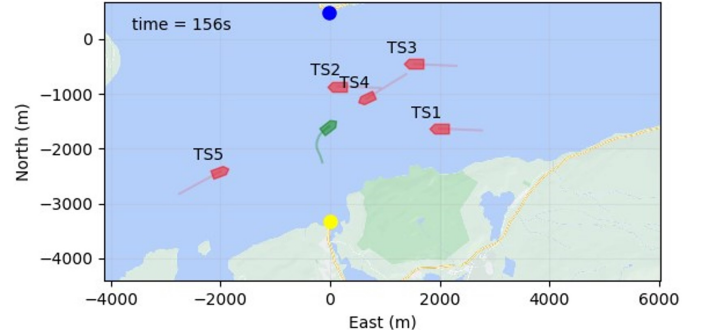 time = 156s
TS3
TS2
TS4
TS1
TS5
North (m)
0
−1000
−2000
−3000
−4000
−4000
−2000
0
2000
4000
6000
East (m)